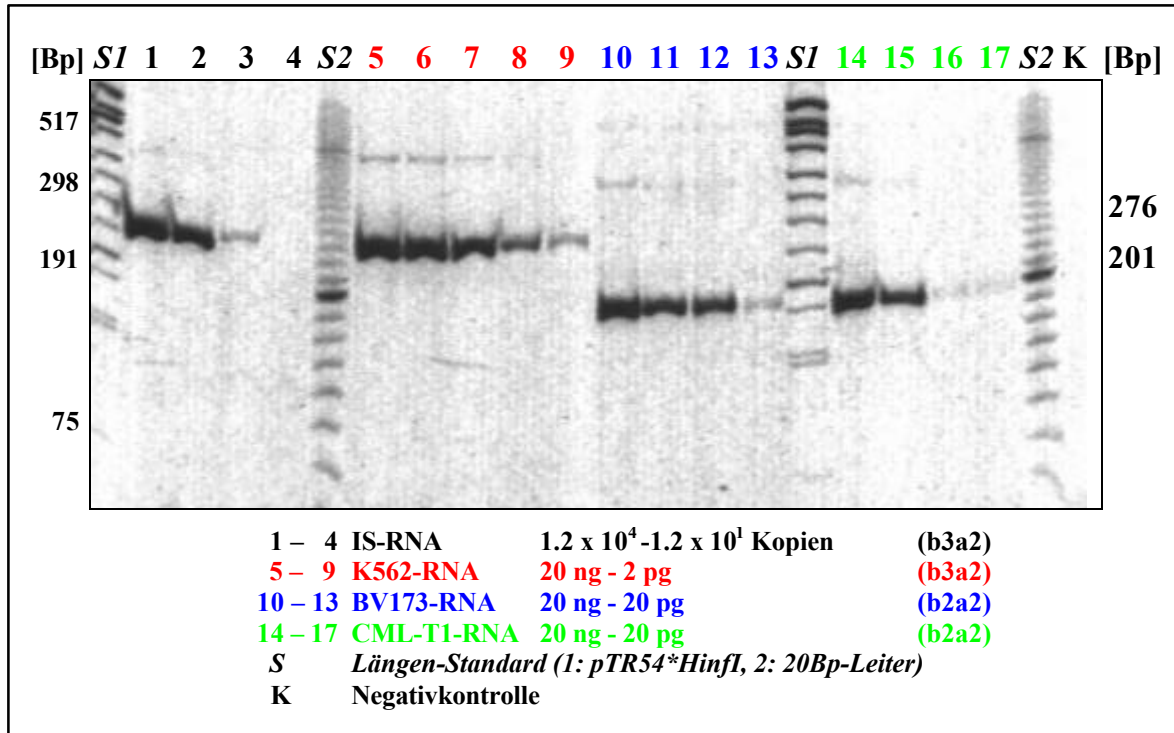 [Bp] S1 1 2 3 4 S2 5 6 7 8 9 10 11 12 13 S1 14 15 16 17 S2 K [Bp]
517
298
276
191
201
75
1 – 4 IS-RNA 1.2 x 10⁴ -1.2 x 10¹ Kopien (b3a2)
5 – 9 K562-RNA 20 ng - 2 pg (b3a2)
10 – 13 BV173-RNA 20 ng - 20 pg (b2a2)
14 – 17 CML-T1-RNA 20 ng - 20 pg (b2a2)
S Längen-Standard (1: pTR54*HinfI, 2: 20Bp-Leiter)
K Negativkontrolle